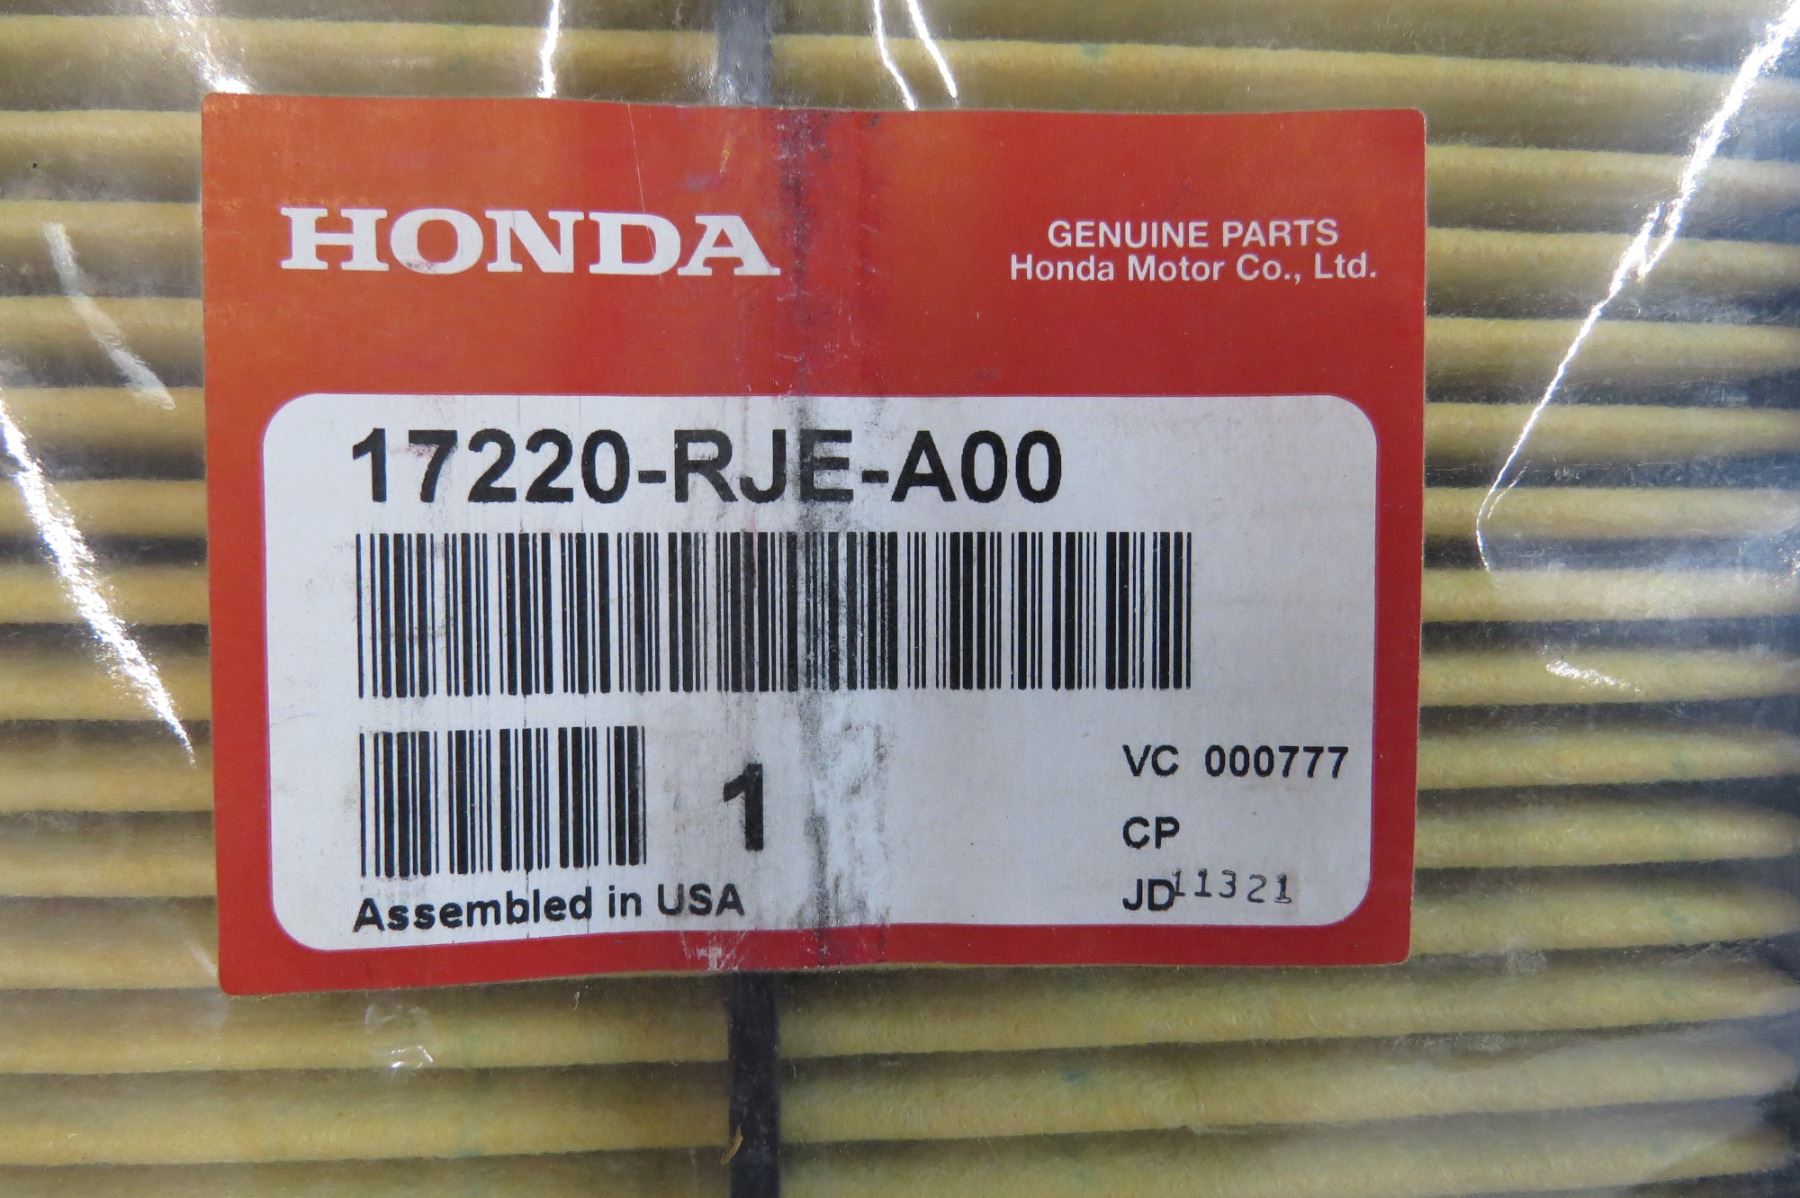 HONDA
GENUINE PARTS
Honda Motor Co., Ltd.
17220-RJE-A00
1
VC 000777
CP
JD 11321
Assembled in USA